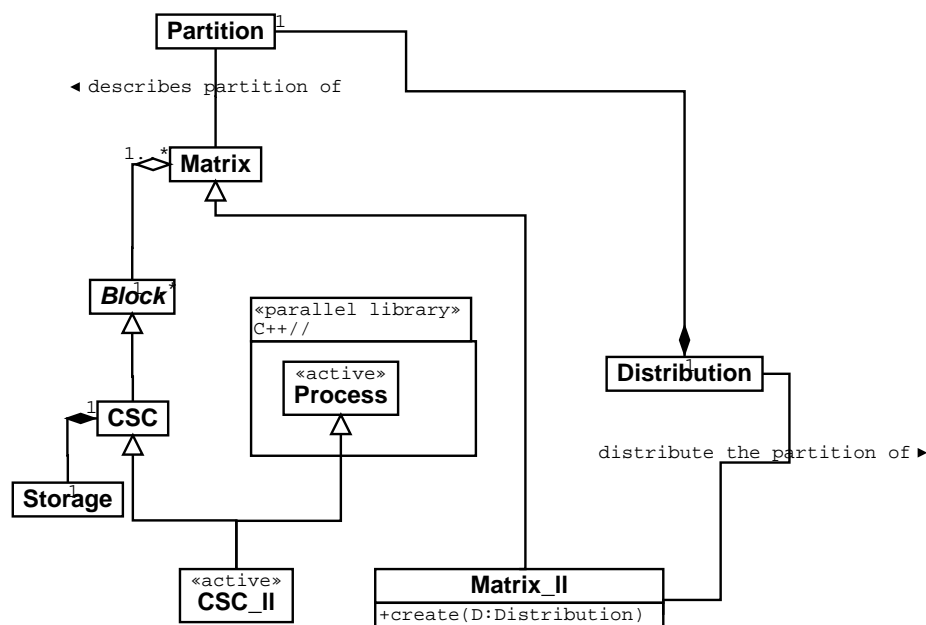 Partition
1
◄ describes partition of
1. *
Matrix
Block
1 *
«parallel library»
C++//
«active»
Process
1
Distribution
1
CSC
distribute the partition of ►
Storage
1
«active»
CSC_II
Matrix_II
+create(D:Distribution)